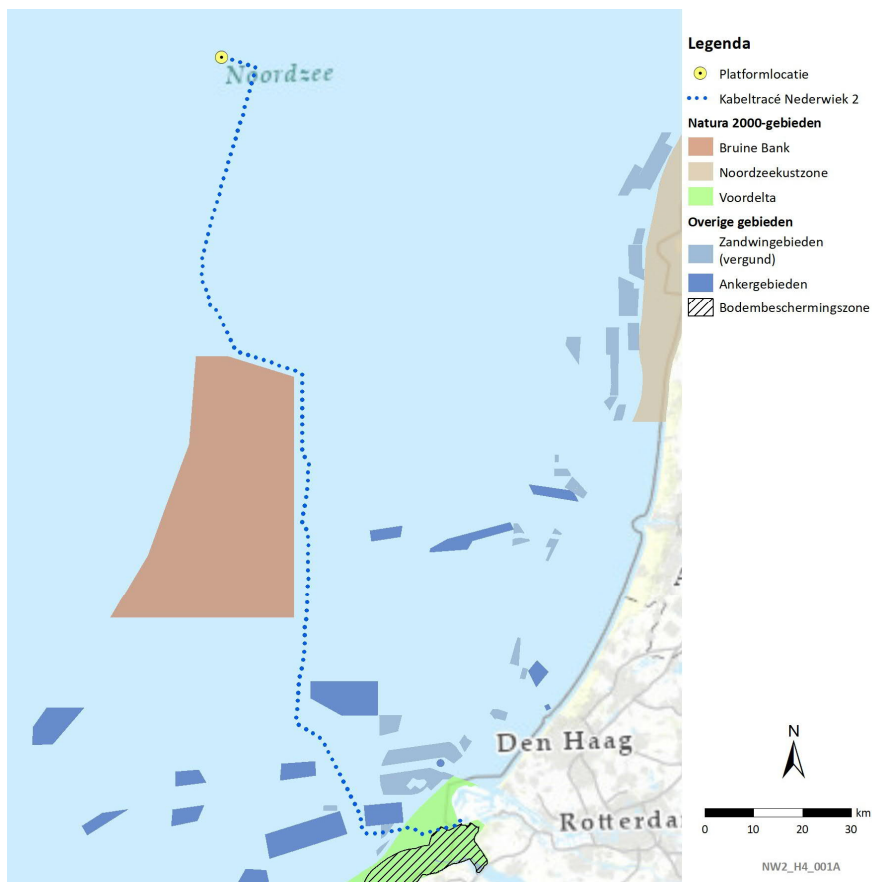 Noordzee
Den Haag
Rotterda
A
Legenda
Platformlocatie
Kabeltracé Nederwiek 2
Natura 2000-gebieden
Bruine Bank
Noordzeekustzone
Voordelta
Overige gebieden
Zandwingebieden
(vergund)
Ankergebieden
Bodembeschermingszone
N
km
0 10 20 30
NW2_H4_001A